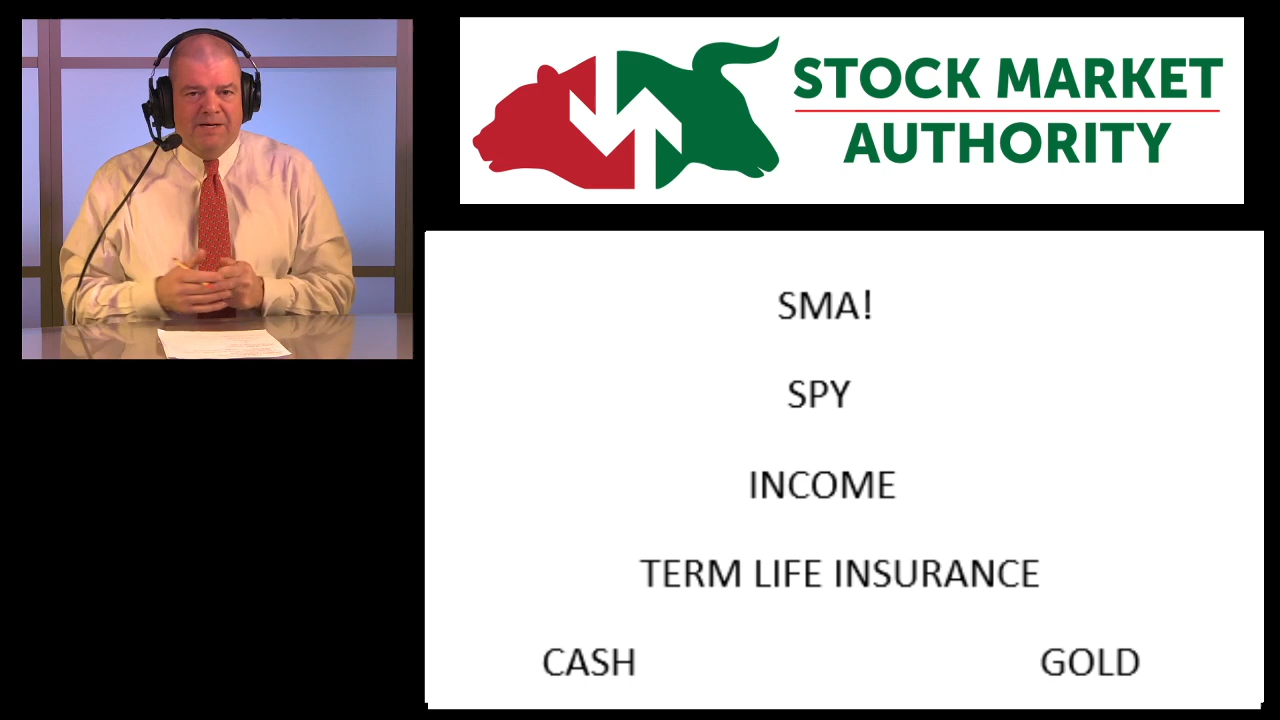 STOCK MARKET
AUTHORITY
SMA!
SPY
INCOME
TERM LIFE INSURANCE
CASH GOLD